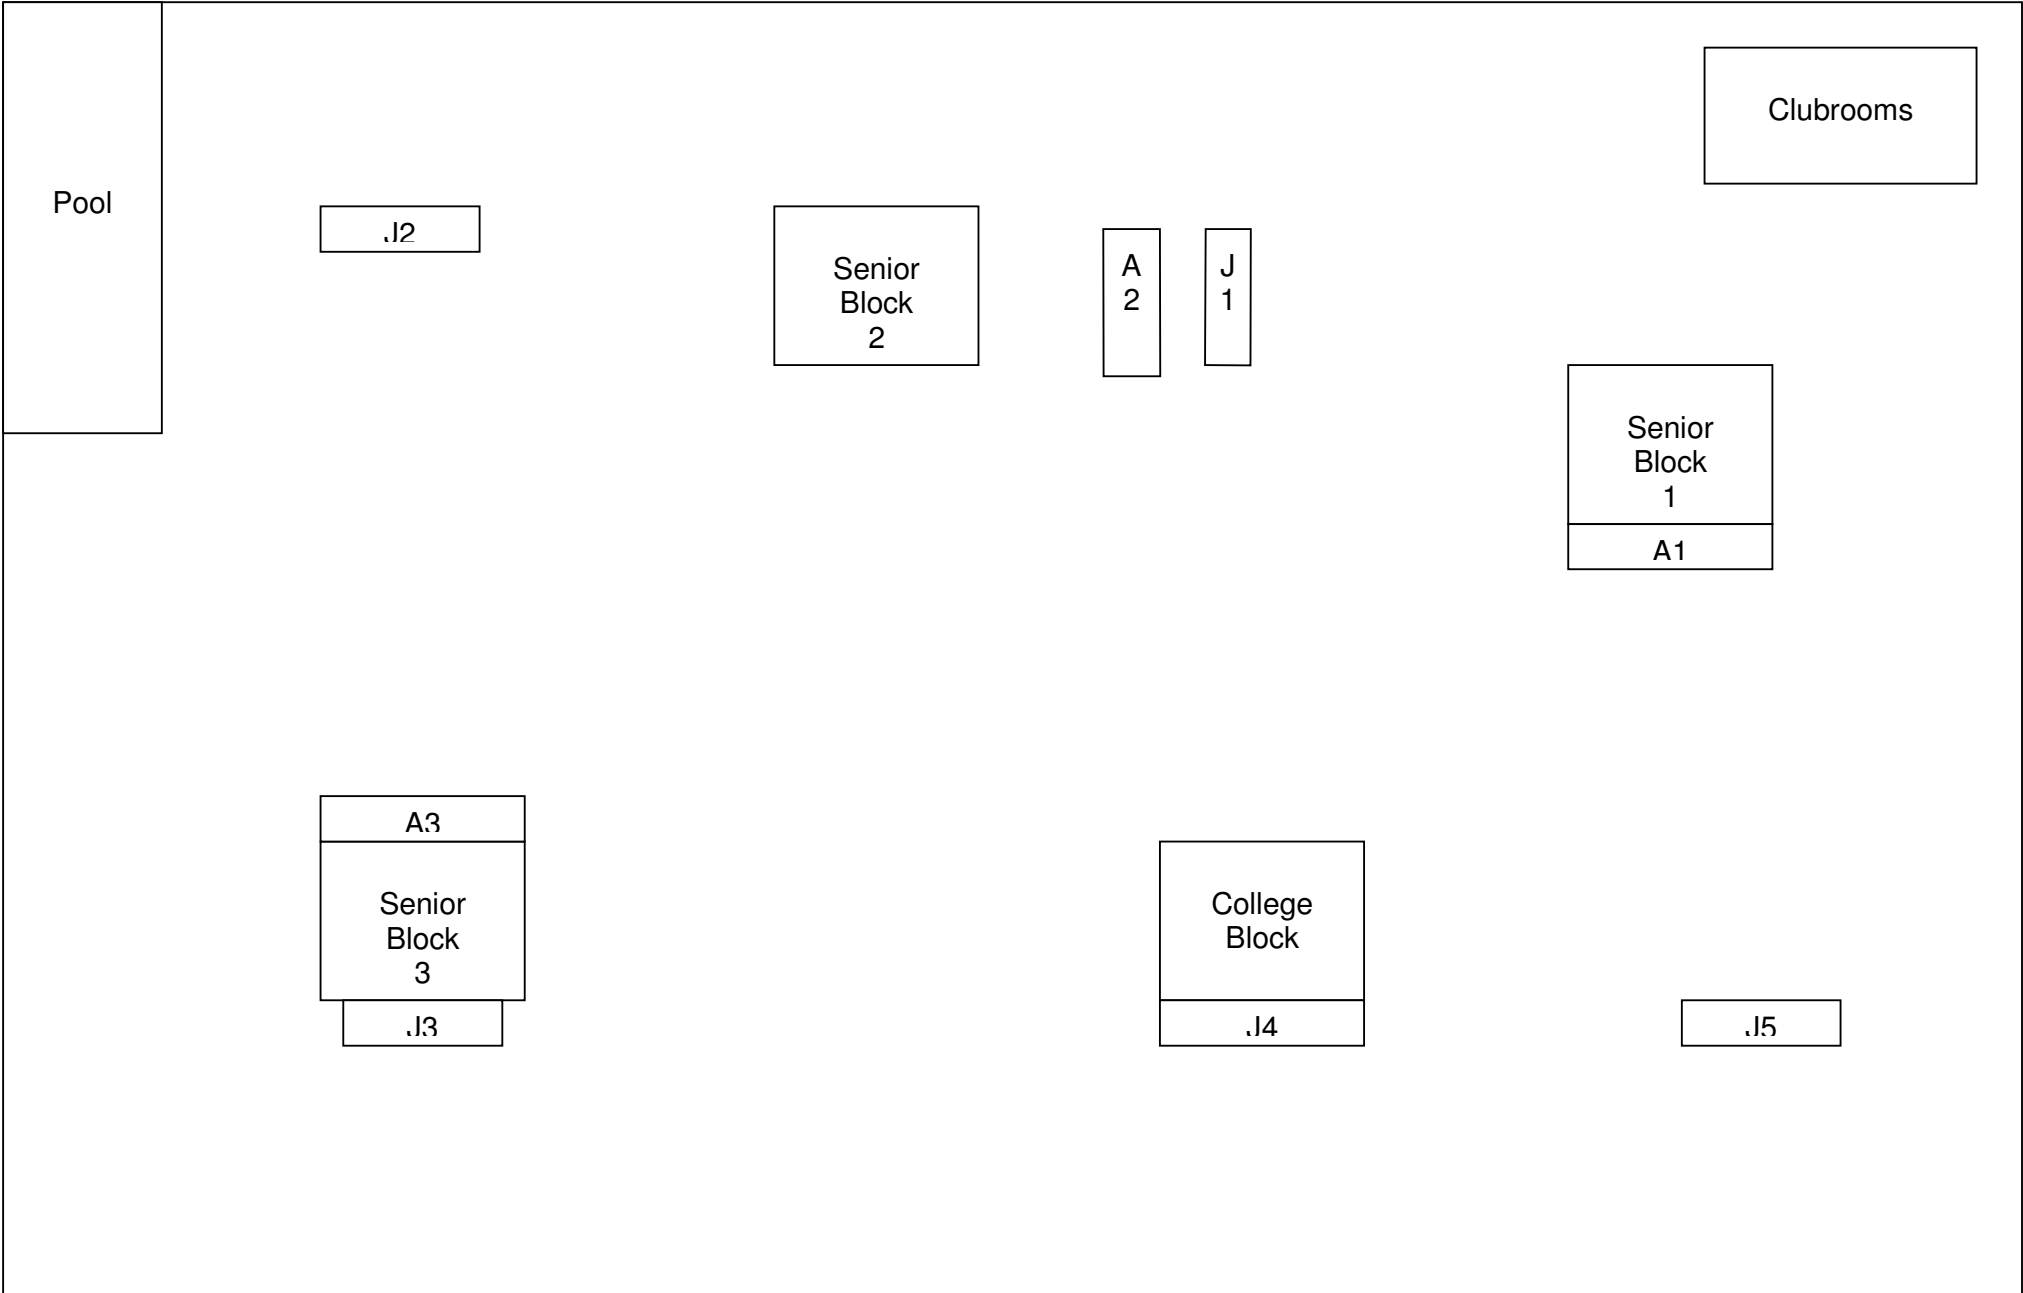 Clubrooms
Pool
J2
Senior
Block
2
A
2
J
1
Senior
Block
1
A1
A3
Senior
Block
3
J3
College
Block
J4
J5